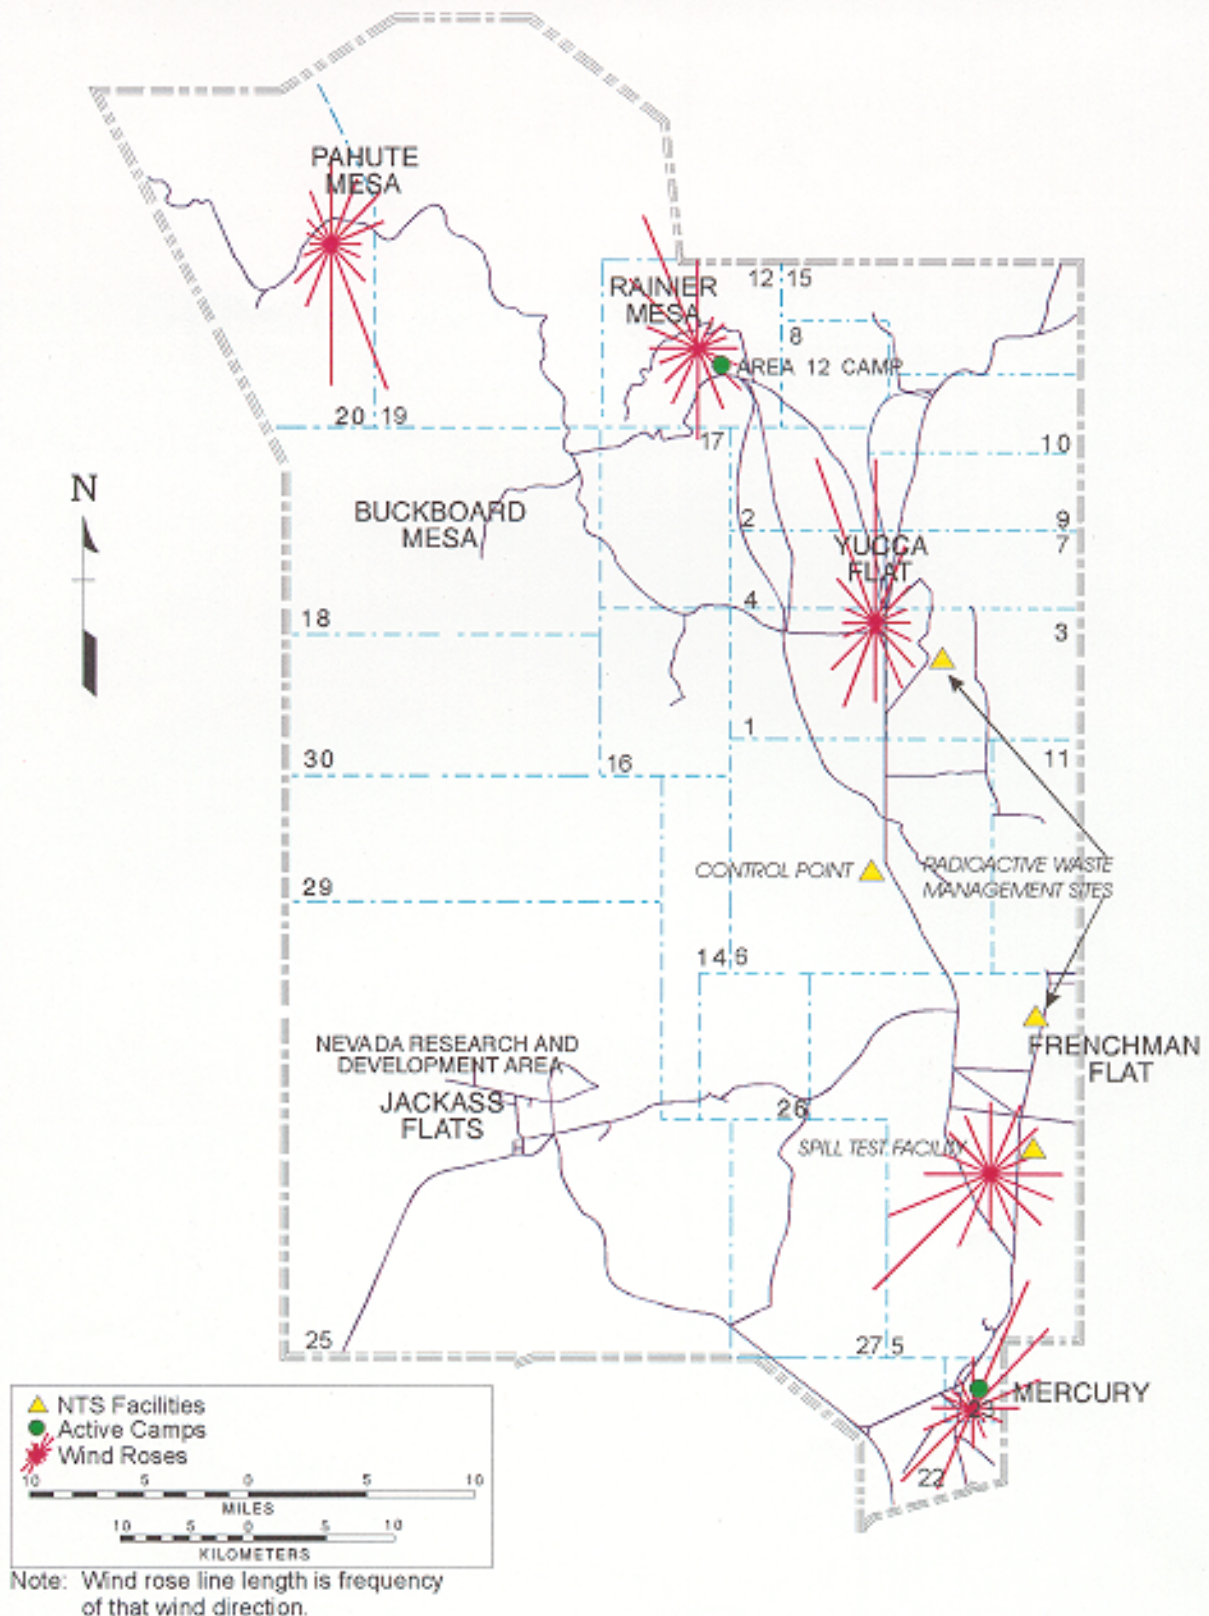 PAHUTE
MESA
RAINIER
MESA
12 15
8
AREA 12 CAMP
20 19
17
10
N
BUCKBOARD
MESA
2
9
7
YUCCA
FLAT
4
18
3
1
11
30
16
CONTROL POINT
RADIOACTIVE WASTE
MANAGEMENT SITES
29
14 6
NEVADA RESEARCH AND
DEVELOPMENT AREA
FRENCHMAN
FLAT
JACKASS
FLATS
26
SPILL TEST FACILITY
25
27 5
MERCURY
23
22
NTS Facilities
Active Camps
Wind Roses
10 5 0 5 10
MILES
10 5 0 5 10
KILOMETERS
Note: Wind rose line length is frequency
of that wind direction.